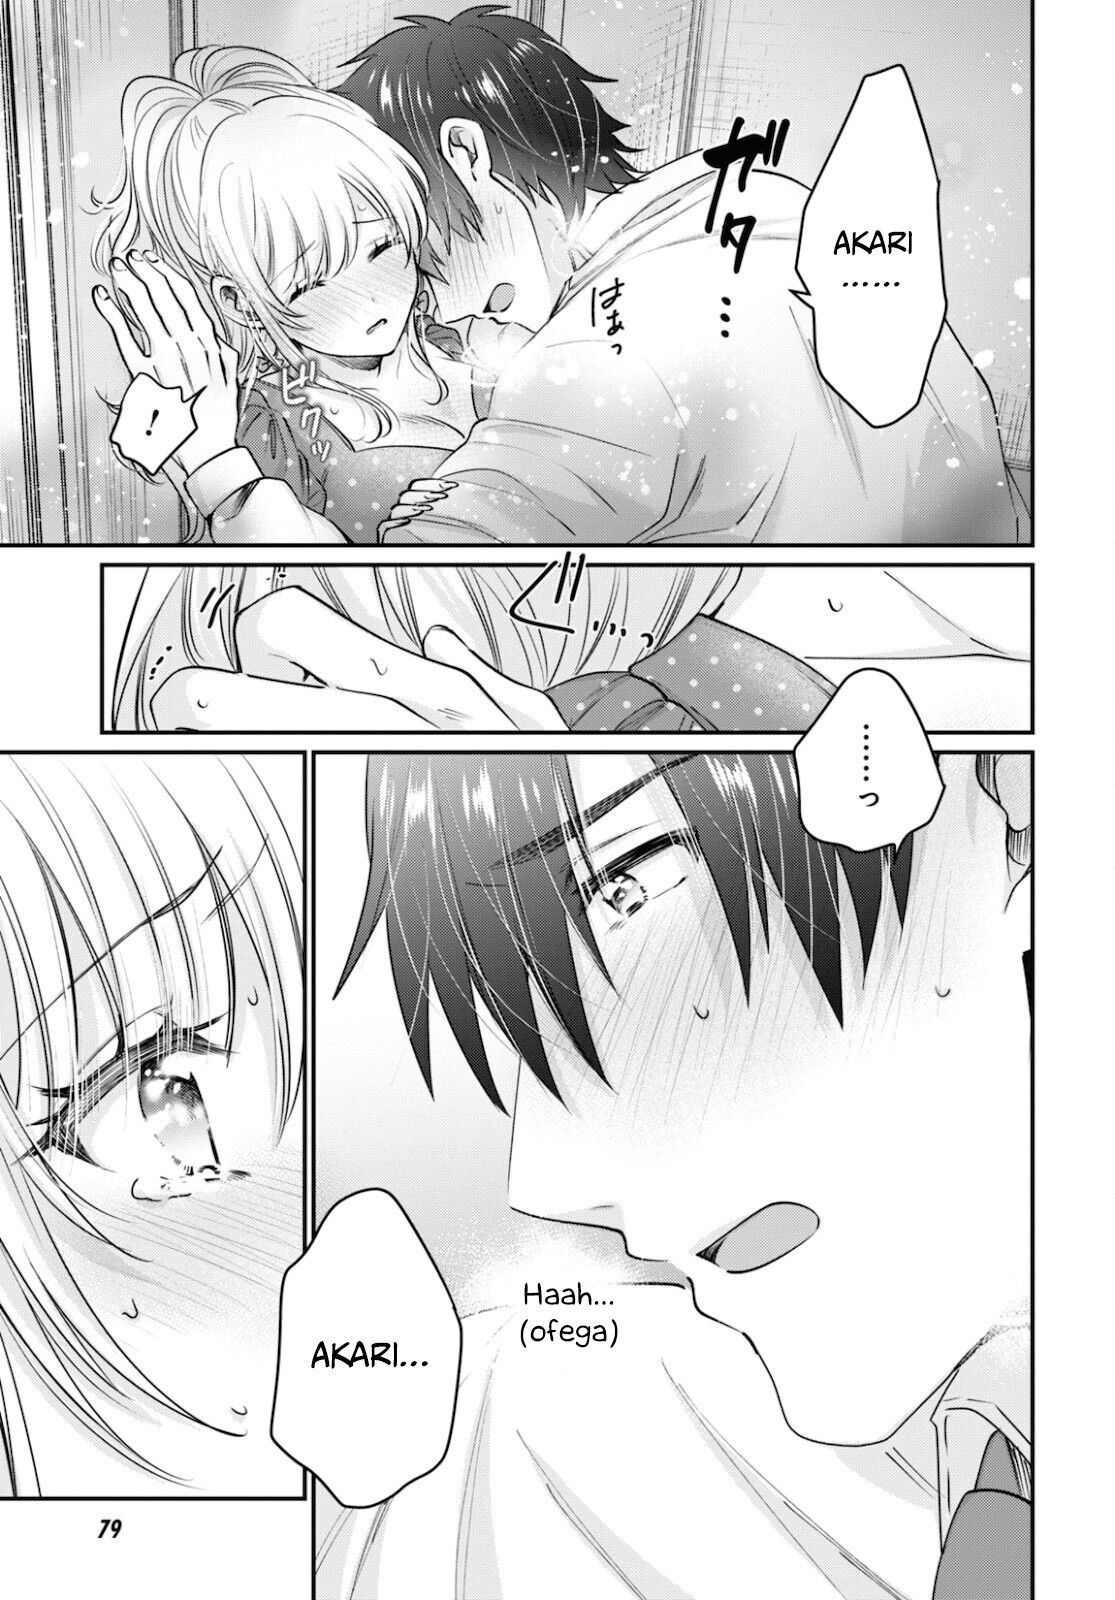 AKARI
……
ガタ…
はぁっ
ビクッ
！
ぐ…っ
……っ
Haah...
(ofega)
AKARI...
79